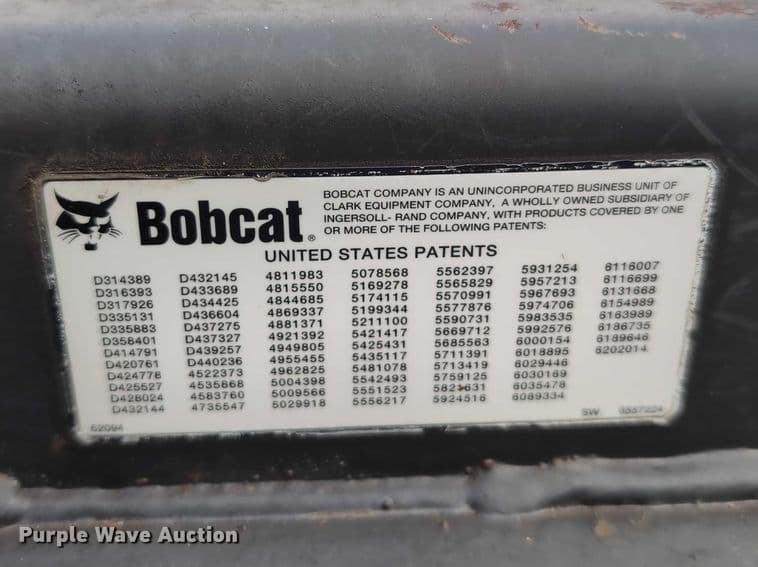 Bobcat®
BOBCAT COMPANY IS AN UNINCORPORATED BUSINESS UNIT OF
CLARK EQUIPMENT COMPANY, A WHOLLY OWNED SUBSIDIARY OF
INGERSOLL- RAND COMPANY, WITH PRODUCTS COVERED BY ONE
OR MORE OF THE FOLLOWING PATENTS:
UNITED STATES PATENTS
D314389 D432145 4811983 5078568 5562397 5931254 6116007
D316393 D433689 4815550 5169278 5565829 5957213 6116699
D317926 D434425 4844685 5174115 5570991 5967693 6131668
D335131 D436604 4869337 5199344 5577876 5974706 6154989
D335883 D437275 4881371 5211100 5590731 5983535 6163989
D358401 D437327 4921392 5421417 5669712 5992576 6186735
D414791 D439257 4949805 5425431 5685563 6000154 6189646
D420761 D440236 4955455 5435117 5711391 6018895 6202014
D424778 4522373 4962825 5481078 5713419 6029446
D425527 4535868 5004398 5542493 5759125 6030169
D428024 4583760 5009566 5551523 5821631 6035478
D432144 4735547 5029918 5556217 5924516 6089334
62094 SW 6557224
Purple Wave Auction